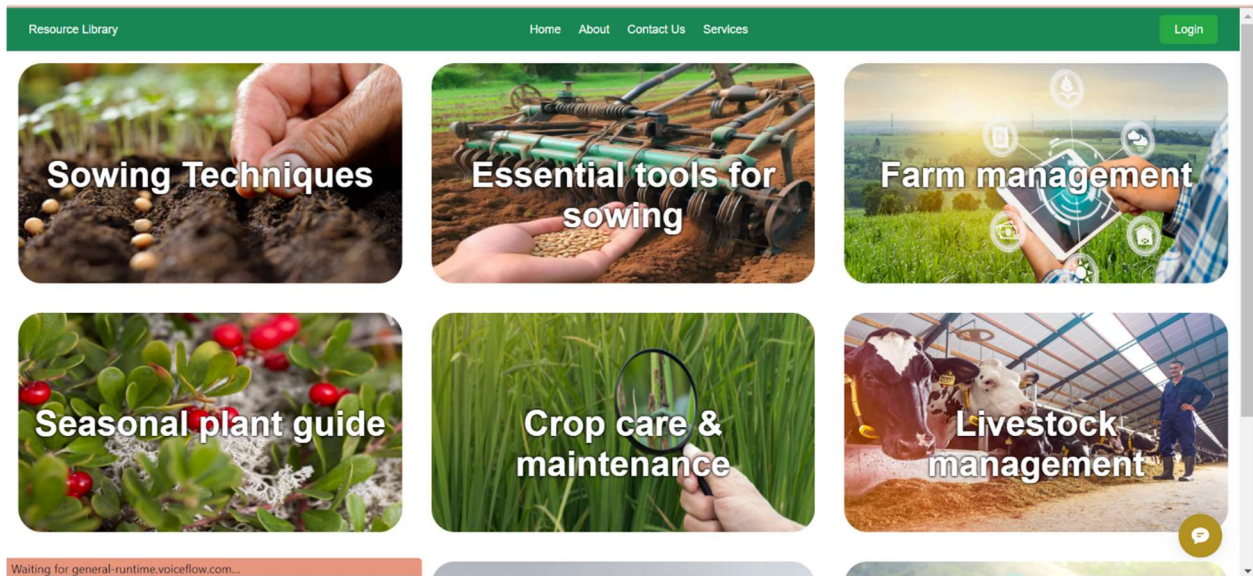 Resource Library
Home About Contact Us Services
Login
Sowing Techniques
Essential tools for
sowing
Farm management
Seasonal plant guide
Crop care &
maintenance
Livestock
management
Waiting for general-runtime.voiceflow.com...